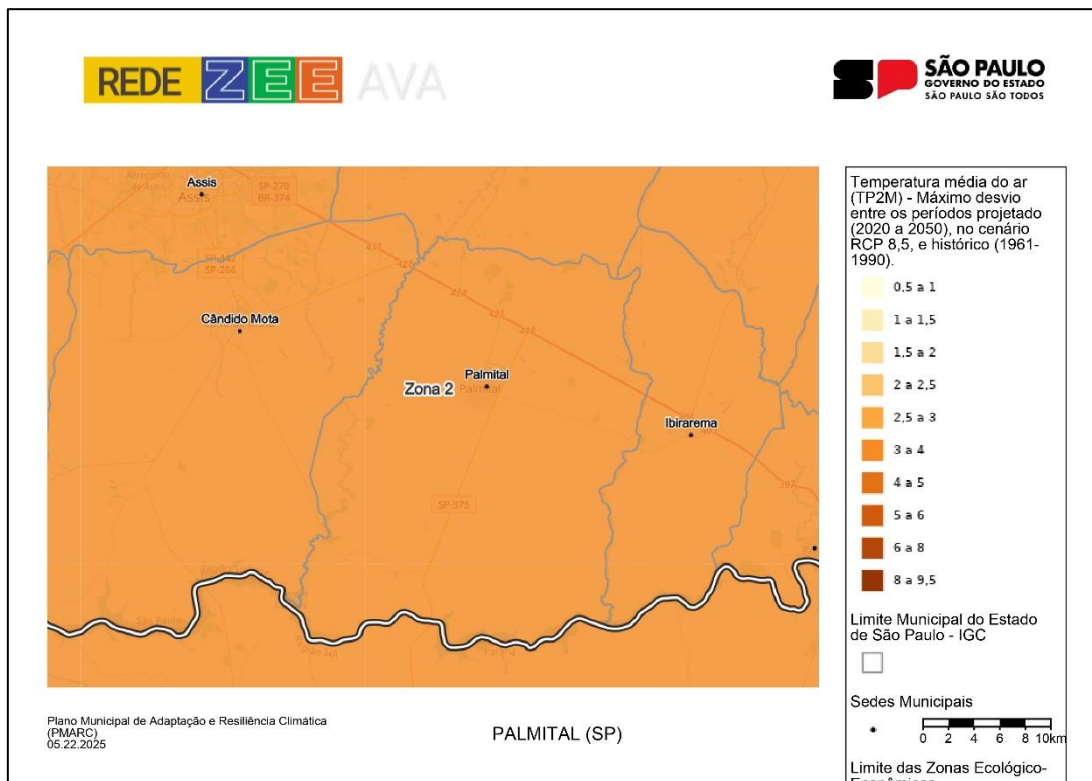 REDE ZEE AVA
SÃO PAULO
GOVERNO DO ESTADO
SÃO PAULO SÃO TODOS
Assis
Assis
SP-270
BR-374
SP-266
Cândido Mota
Zona 2
Palmital
Palmital
Ibirarema
SP-375
397
Temperatura média do ar
(TP2M) - Máximo desvio
entre os períodos projetado
(2020 a 2050), no cenário
RCP 8,5, e histórico (1961-
1990).
0,5 a 1
1 a 1,5
1,5 a 2
2 a 2,5
2,5 a 3
3 a 4
4 a 5
5 a 6
6 a 8
8 a 9,5
Limite Municipal do Estado
de São Paulo - IGC
Sedes Municipais
0 2 4 6 8 10km
Limite das Zonas Ecológico-
Plano Municipal de Adaptação e Resiliência Climática
(PMARC)
05.22.2025
PALMITAL (SP)